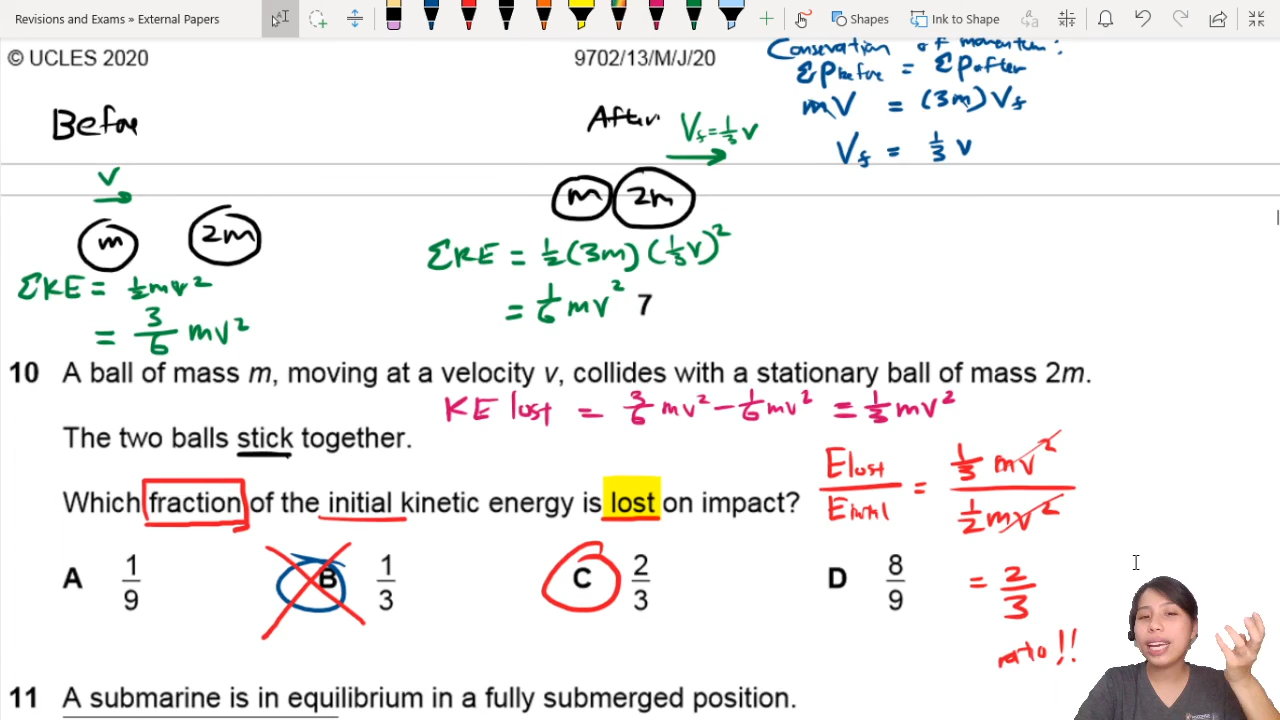 Revisions and Exams » External Papers
Shapes
Ink to Shape
© UCLES 2020
9702/13/M/J/20
Conservation of momentum:
Σpbefore = Σpafter
mV = (3m)Vf
Vf = 1/3 v
Before
After
Vf = 1/3 v
v
m
2m
m
2m
ΣKE = 1/2 mv²
= 3/6 mv²
ΣKE = 1/2 (3m) (1/3 v)²
= 1/6 mv²
7
10 A ball of mass m, moving at a velocity v, collides with a stationary ball of mass 2m.
KE lost = 3/6 mv² - 1/6 mv² = 1/3 mv²
The two balls stick together.
Which fraction of the initial kinetic energy is lost on impact?
Elost/Einitial = 1/3 mv²/1/2 mv²
= 2/3
ratio!!
A 1/9 B 1/3 C 2/3 D 8/9
11 A submarine is in equilibrium in a fully submerged position.